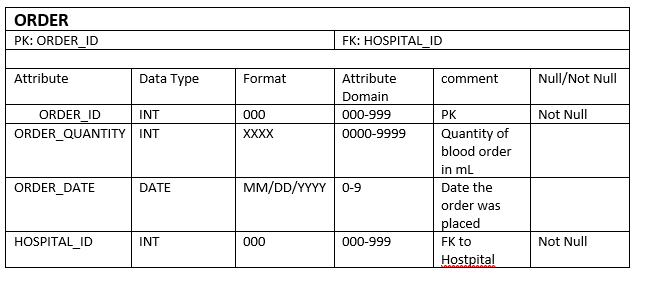 ORDER
PK: ORDER_ID FK: HOSPITAL_ID
Attribute Data Type Format Attribute Domain comment Null/Not Null
ORDER_ID INT 000 000-999 PK Not Null
ORDER_QUANTITY INT XXXX 0000-9999 Quantity of blood order in mL
ORDER_DATE DATE MM/DD/YYYY 0-9 Date the order was placed
HOSPITAL_ID INT 000 000-999 FK to Hostpital Not Null